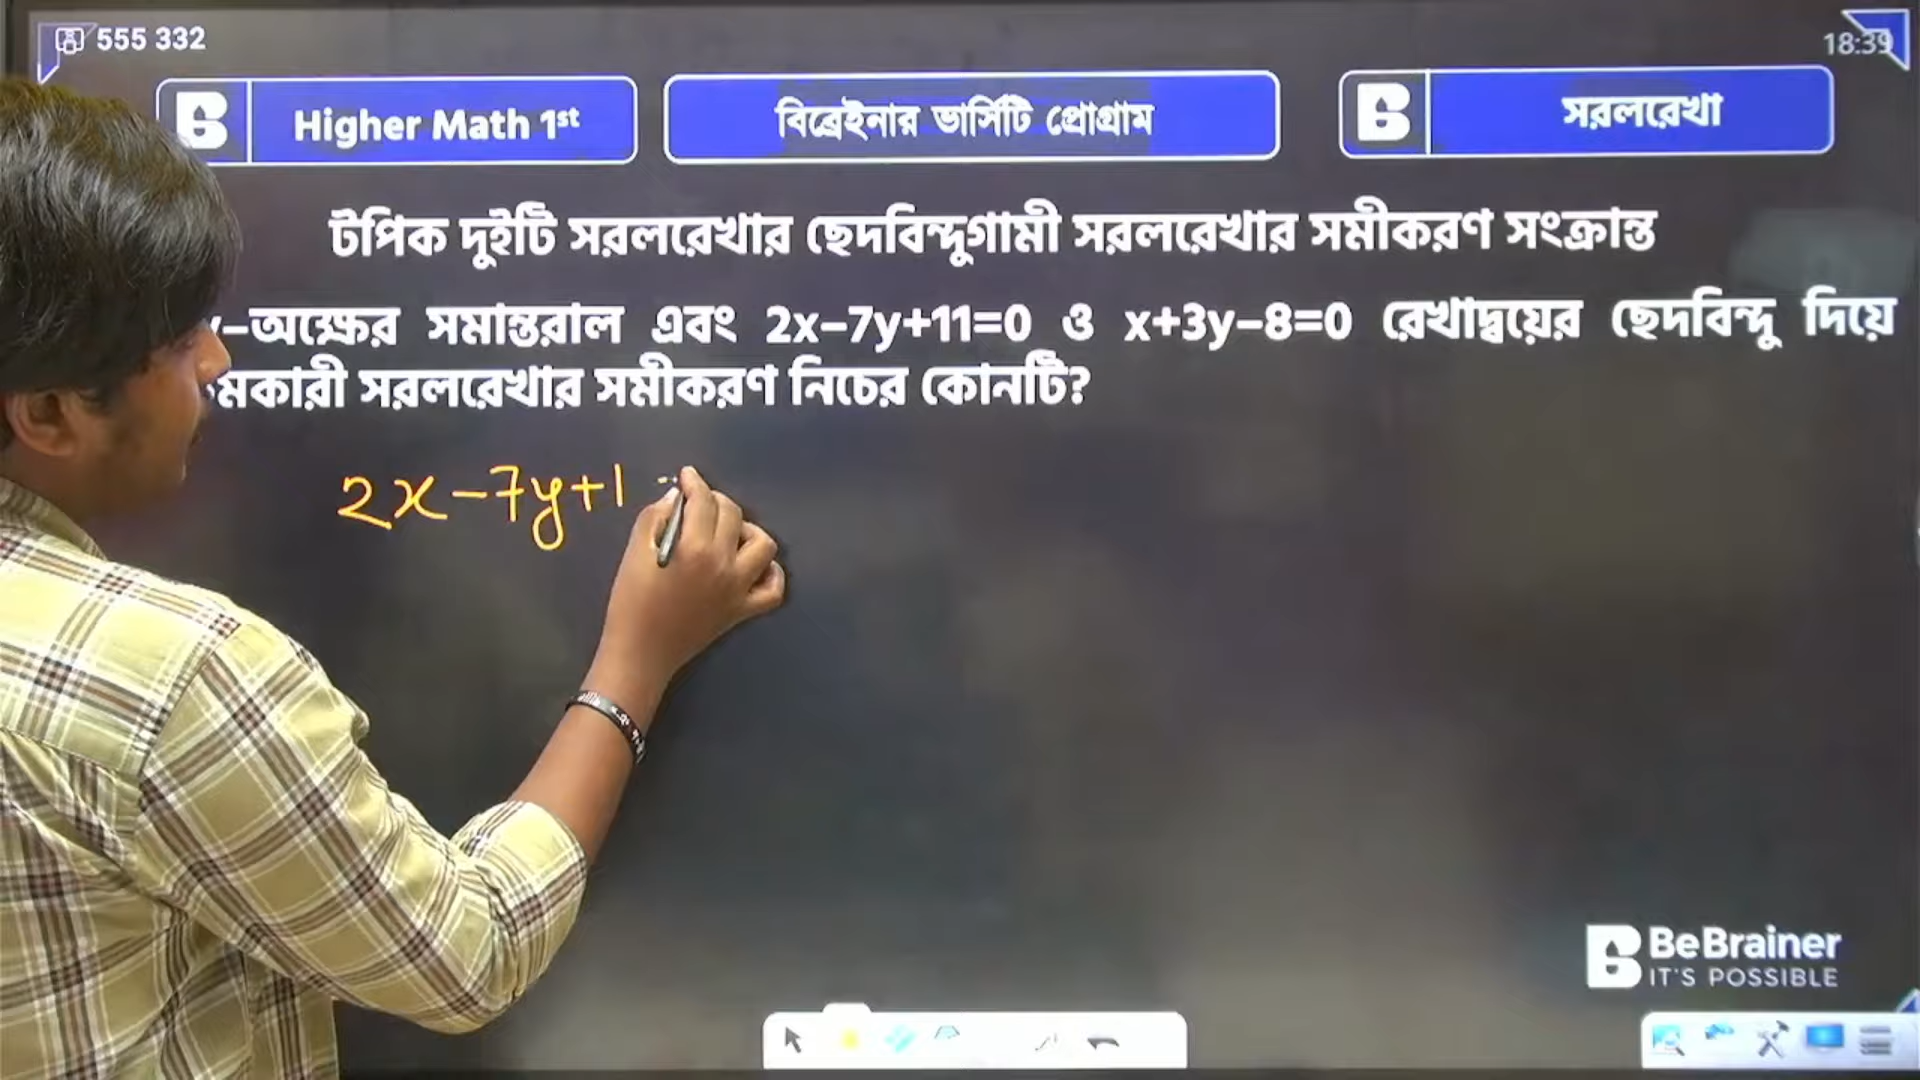 555 332
18:39
Higher Math 1st
বিব্রেইনার ভার্সিটি প্রোগ্রাম
সরলরেখা
টপিক দুইটি সরলরেখার ছেদবিন্দুগামী সরলরেখার সমীকরণ সংক্রান্ত
y–অক্ষের সমান্তরাল এবং 2x–7y+11=0 ও x+3y–8=0 রেখাদ্বয়ের ছেদবিন্দু দিয়ে
সরলরেখার সমীকরণ নিচের কোনটি?
2x-7y+1
BeBrainer
IT'S POSSIBLE